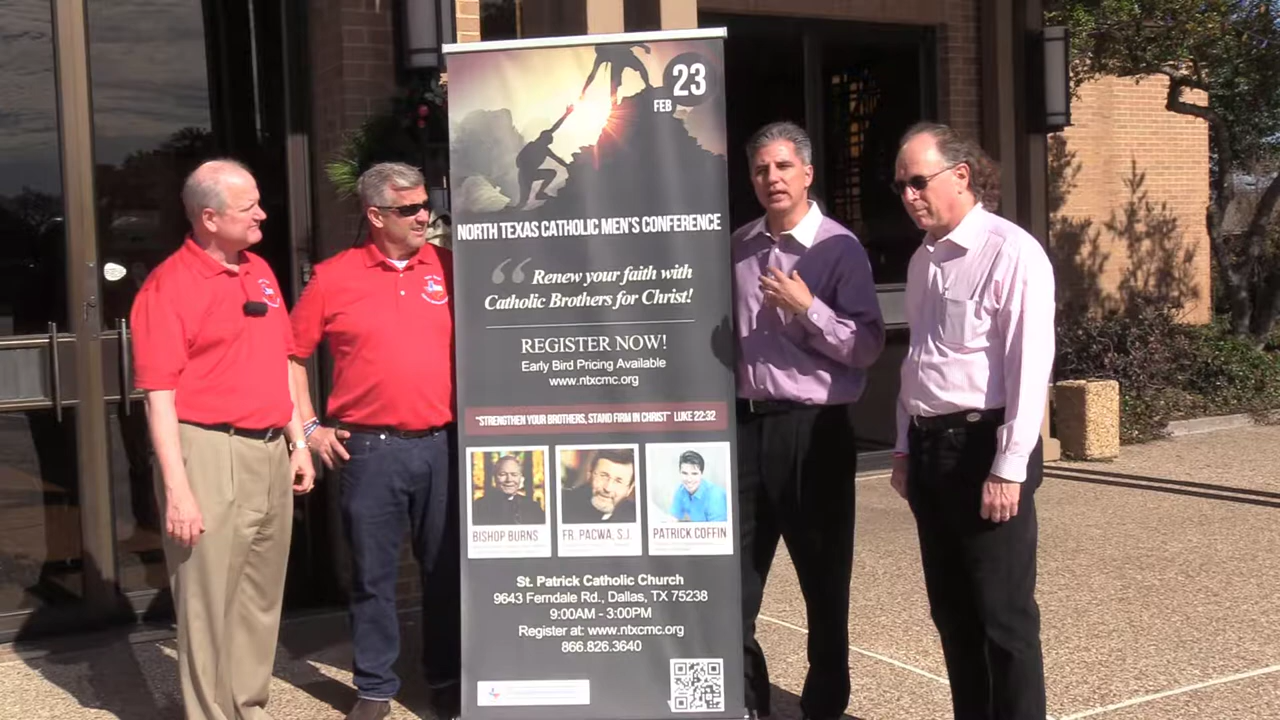 23
FEB
NORTH TEXAS CATHOLIC MEN'S CONFERENCE
“ Renew your faith with
Catholic Brothers for Christ!
REGISTER NOW!
Early Bird Pricing Available
www.ntxcmc.org
"STRENGTHEN YOUR BROTHERS, STAND FIRM IN CHRIST" LUKE 22:32
BISHOP BURNS
FR. PACWA, S.J.
PATRICK COFFIN
St. Patrick Catholic Church
9643 Ferndale Rd., Dallas, TX 75238
9:00AM - 3:00PM
Register at: www.ntxcmc.org
866.826.3640